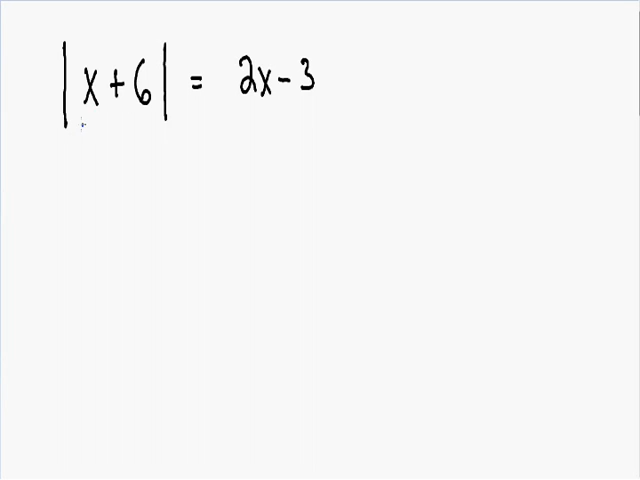 |x+6| = 2x-3